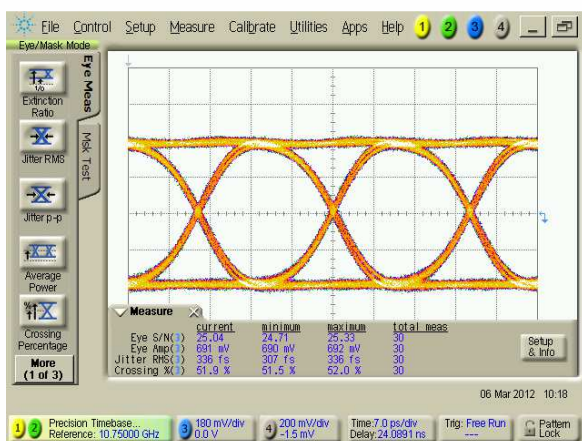 File Control Setup Measure Calibrate Utilities Apps Help 1 2 3 4
Eye/Mask Mode
Eye Meas
Msk Test
1/0
Extinction
Ratio
Jitter RMS
Jitter p-p
Average
Power
Crossing
Percentage
More
(1 of 3)
Measure
current minimum maximum total meas
Eye S/N(3) 25.04 24.71 25.33 30
Eye Amp(3) 691 mV 690 mV 692 mV 30
Jitter RMS(3) 336 fs 307 fs 336 fs 30
Crossing %(3) 51.9 % 51.5 % 52.0 % 30
Setup
& Info
06 Mar 2012 10:18
1 2 Precision Timebase...
Reference: 10.75000 GHz
3 180 mV/div
0.0 V
4 200 mV/div
-1.5 mV
Time:7.0 ps/div
Delay:24.0891 ns
Trig: Free Run
---
Pattern
Lock